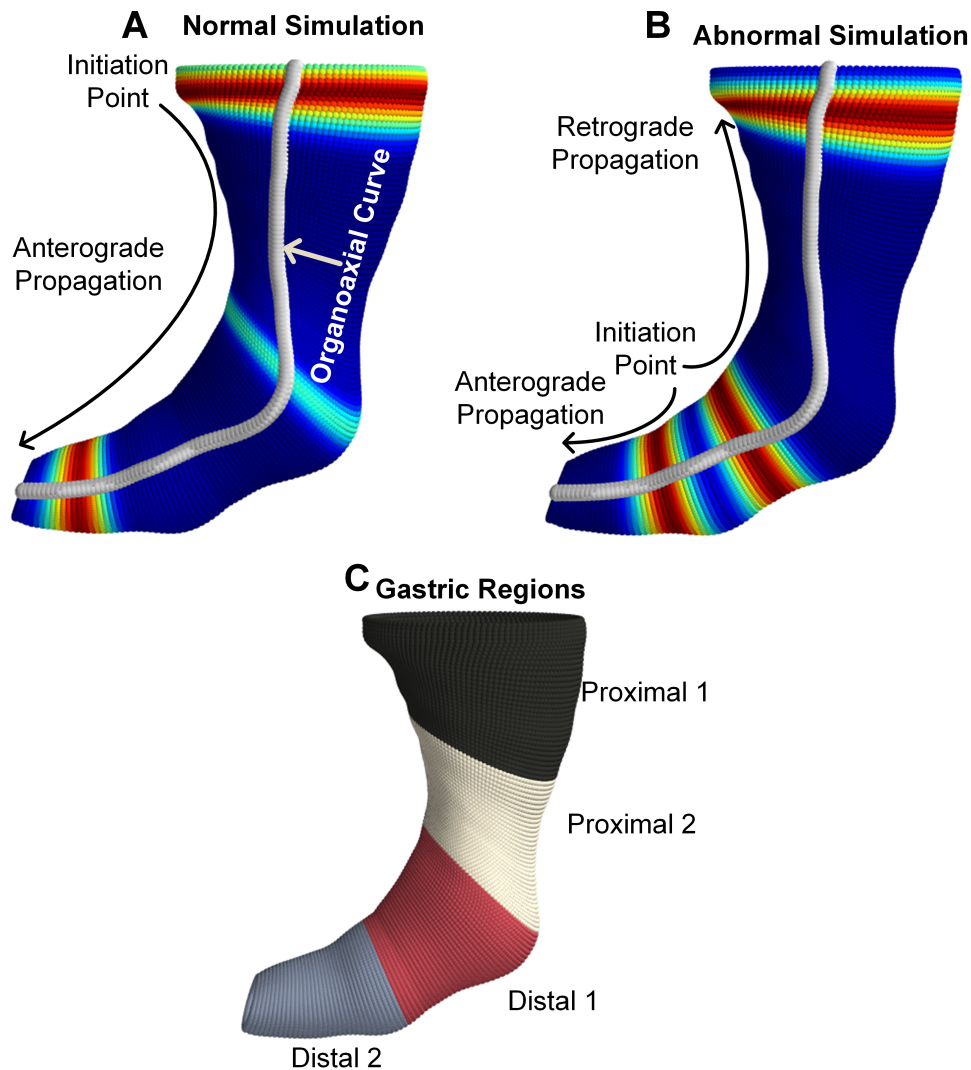 A
Normal Simulation
Initiation
Point
Anterograde
Propagation
Organoaxial Curve
B
Abnormal Simulation
Retrograde
Propagation
Initiation
Point
Anterograde
Propagation
C
Gastric Regions
Proximal 1
Proximal 2
Distal 1
Distal 2